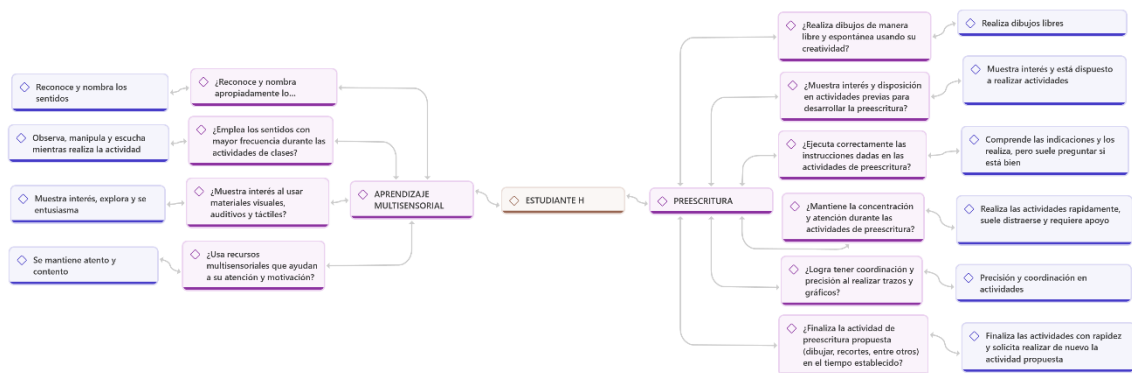 Reconoce y nombra los
sentidos
¿Reconoce y nombra
apropiadamente lo...
Observa, manipula y escucha
mientras realiza la actividad
¿Emplea los sentidos con
mayor frecuencia durante las
actividades de clases?
Muestra interés, explora y se
entusiasma
¿Muestra interés al usar
materiales visuales,
auditivos y táctiles?
Se mantiene atento y
contento
¿Usa recursos
multisensoriales que ayudan
a su atención y motivación?
APRENDIZAJE
MULTISENSORIAL
ESTUDIANTE H
PREESCRITURA
¿Realiza dibujos de manera
libre y espontánea usando su
creatividad?
Realiza dibujos libres
¿Muestra interés y disposición
en actividades previas para
desarrollar la preescritura?
Muestra interés y está dispuesto
a realizar actividades
¿Ejecuta correctamente las
instrucciones dadas en las
actividades de preescritura?
Comprende las indicaciones y los
realiza, pero suele preguntar si
está bien
¿Mantiene la concentración
y atención durante las
actividades de preescritura?
Realiza las actividades rapidamente,
suele distraerse y requiere apoyo
¿Logra tener coordinación y
precisión al realizar trazos y
gráficos?
Precisión y coordinación en
actividades
¿Finaliza la actividad de
preescritura propuesta
(dibujar, recortes, entre otros)
en el tiempo establecido?
Finaliza las actividades con rapidez
y solicita realizar de nuevo la
actividad propuesta